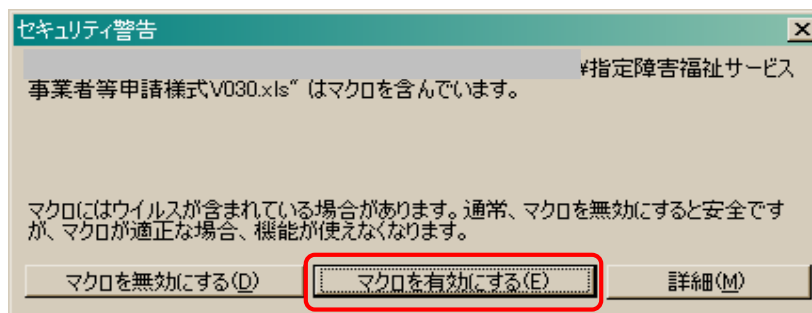 セキュリティ警告
¥指定障害福祉サービス
事業者等申請様式V030.xls” はマクロを含んでいます。
マクロにはウイルスが含まれている場合があります。通常、マクロを無効にすると安全です
が、マクロが適正な場合、機能が使えなくなります。
マクロを無効にする(D) マクロを有効にする(E) 詳細(M)